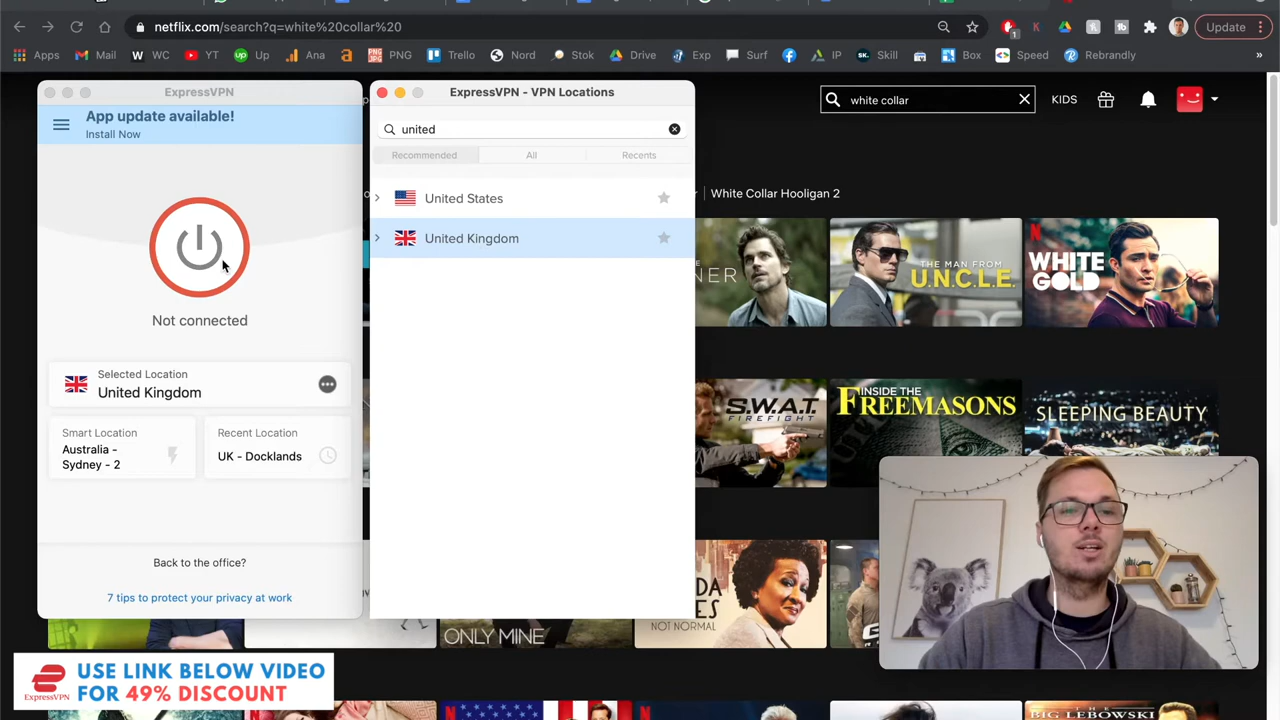 netflix.com/search?q=white%20collar%20
Update
Apps
Mail
WC
YT
Up
Ana
PNG
Trello
Nord
Stok
Drive
Exp
Surf
IP
Skill
Box
Speed
Rebrandly
»
ExpressVPN
App update available!
Install Now
Not connected
Selected Location
United Kingdom
Smart Location
Australia -
Sydney - 2
Recent Location
UK - Docklands
Back to the office?
7 tips to protect your privacy at work
ExpressVPN - VPN Locations
united
Recommended
All
Recents
United States
United Kingdom
white collar
KIDS
White Collar Hooligan 2
THE MAN FROM
U.N.C.L.E.
WHITE
GOLD
S.W.A.T.
FIREFIGHT
INSIDE THE
FREEMASONS
SLEEPING BEAUTY
ONLY MINE
NOT NORMAL
THE
BIG LEBOWSKI
ExpressVPN
USE LINK BELOW VIDEO
FOR 49% DISCOUNT